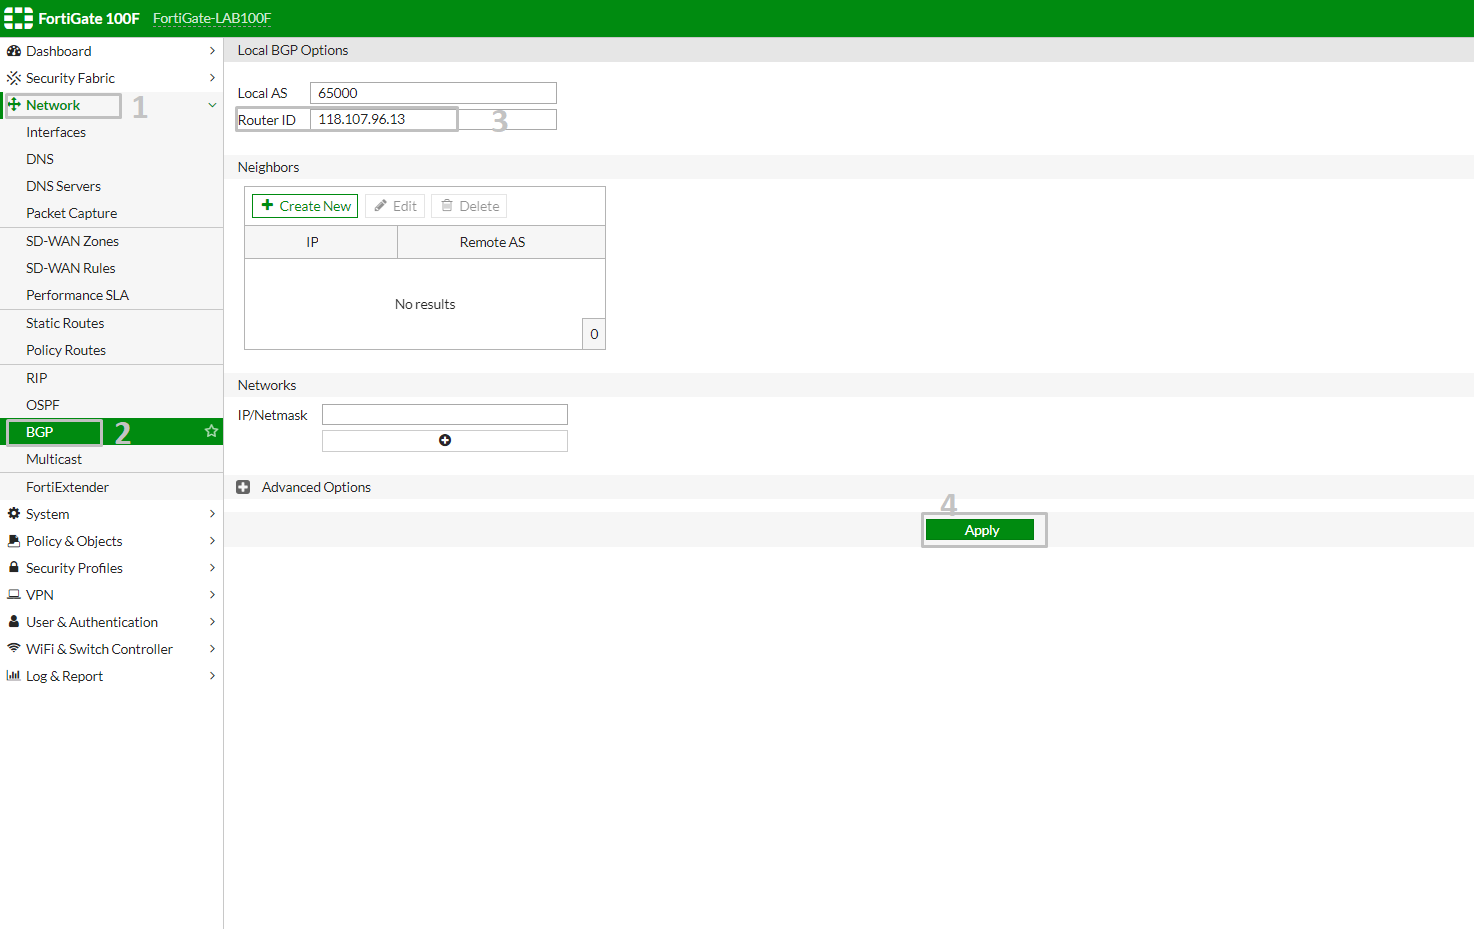 FortiGate 100F FortiGate-LAB100F
Dashboard
Security Fabric
Network 1
Interfaces
DNS
DNS Servers
Packet Capture
SD-WAN Zones
SD-WAN Rules
Performance SLA
Static Routes
Policy Routes
RIP
OSPF
BGP 2
Multicast
FortiExtender
System
Policy & Objects
Security Profiles
VPN
User & Authentication
WiFi & Switch Controller
Log & Report
Local BGP Options
Local AS 65000
Router ID 118.107.96.13 3
Neighbors
Create New Edit Delete
IP Remote AS
No results
0
Networks
IP/Netmask
Advanced Options
4
Apply